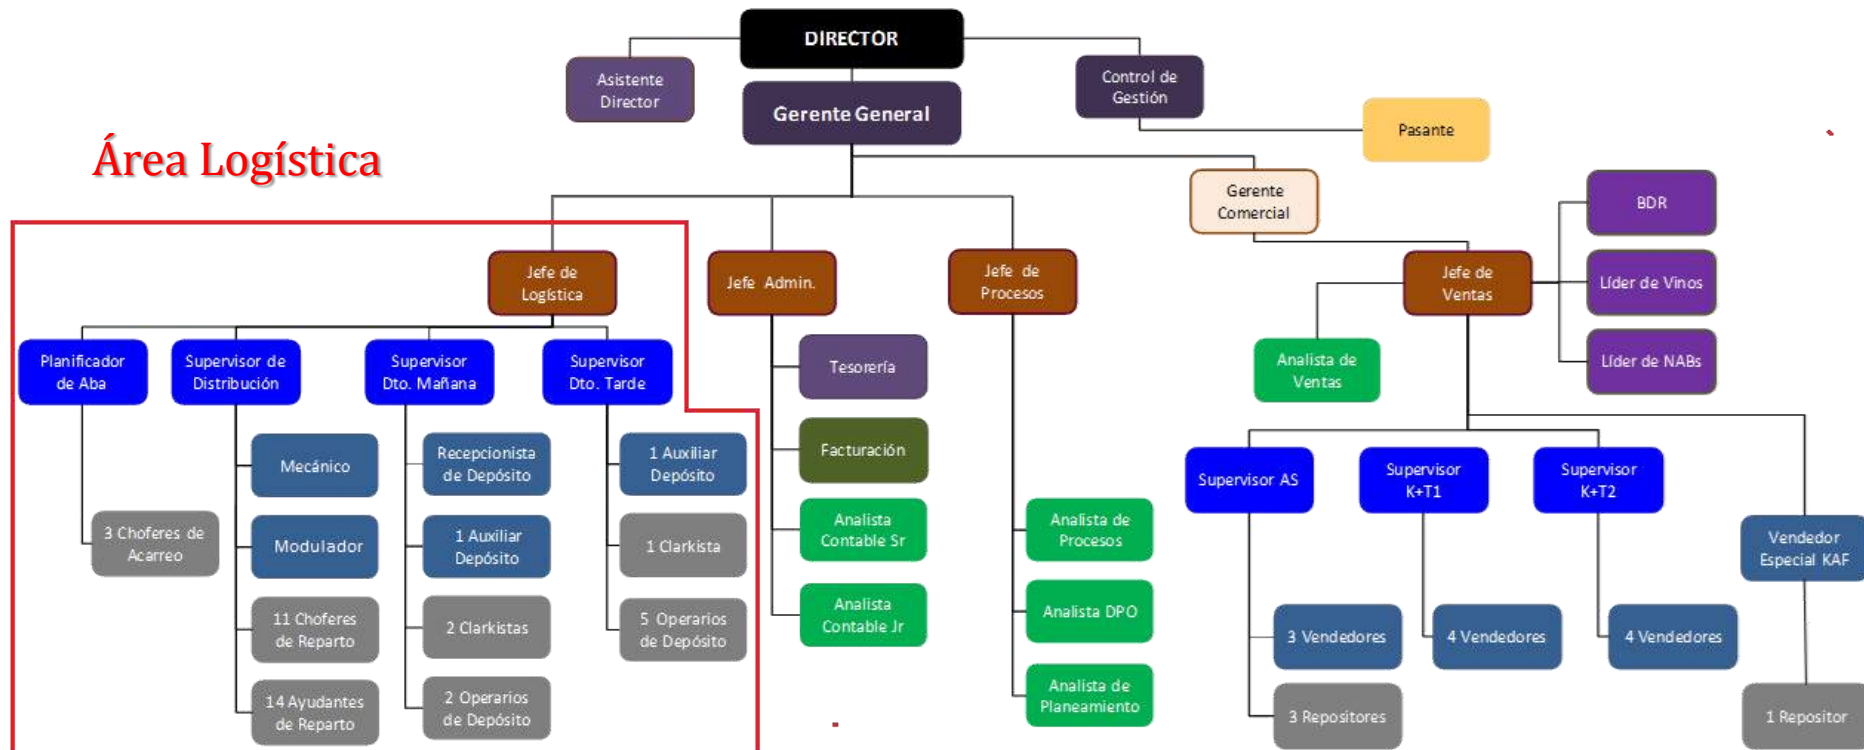 DIRECTOR
Asistente
Director
Control de
Gestión
Gerente General
Pasante
Área Logística
Gerente
Comercial
BDR
Jefe de
Logística
Jefe Admin.
Jefe de
Procesos
Jefe de
Ventas
Líder de Vinos
Líder de NABs
Planificador
de Aba
Supervisor de
Distribución
Supervisor
Dto. Mañana
Supervisor
Dto. Tarde
Tesorería
Analista de
Ventas
Mecánico
Recepcionista
de Depósito
1 Auxiliar
Depósito
Facturación
Supervisor AS
Supervisor
K+T1
Supervisor
K+T2
3 Choferes de
Acarreo
Modulador
1 Auxiliar
Depósito
1 Clarkista
Analista
Contable Sr
Analista de
Procesos
Vendedor
Especial KAF
11 Choferes
de Reparto
2 Clarkistas
5 Operarios
de Depósito
Analista
Contable Jr
Analista DPO
3 Vendedores
4 Vendedores
4 Vendedores
14 Ayudantes
de Reparto
2 Operarios
de Depósito
Analista de
Planeamiento
3 Repositores
1 Repositor